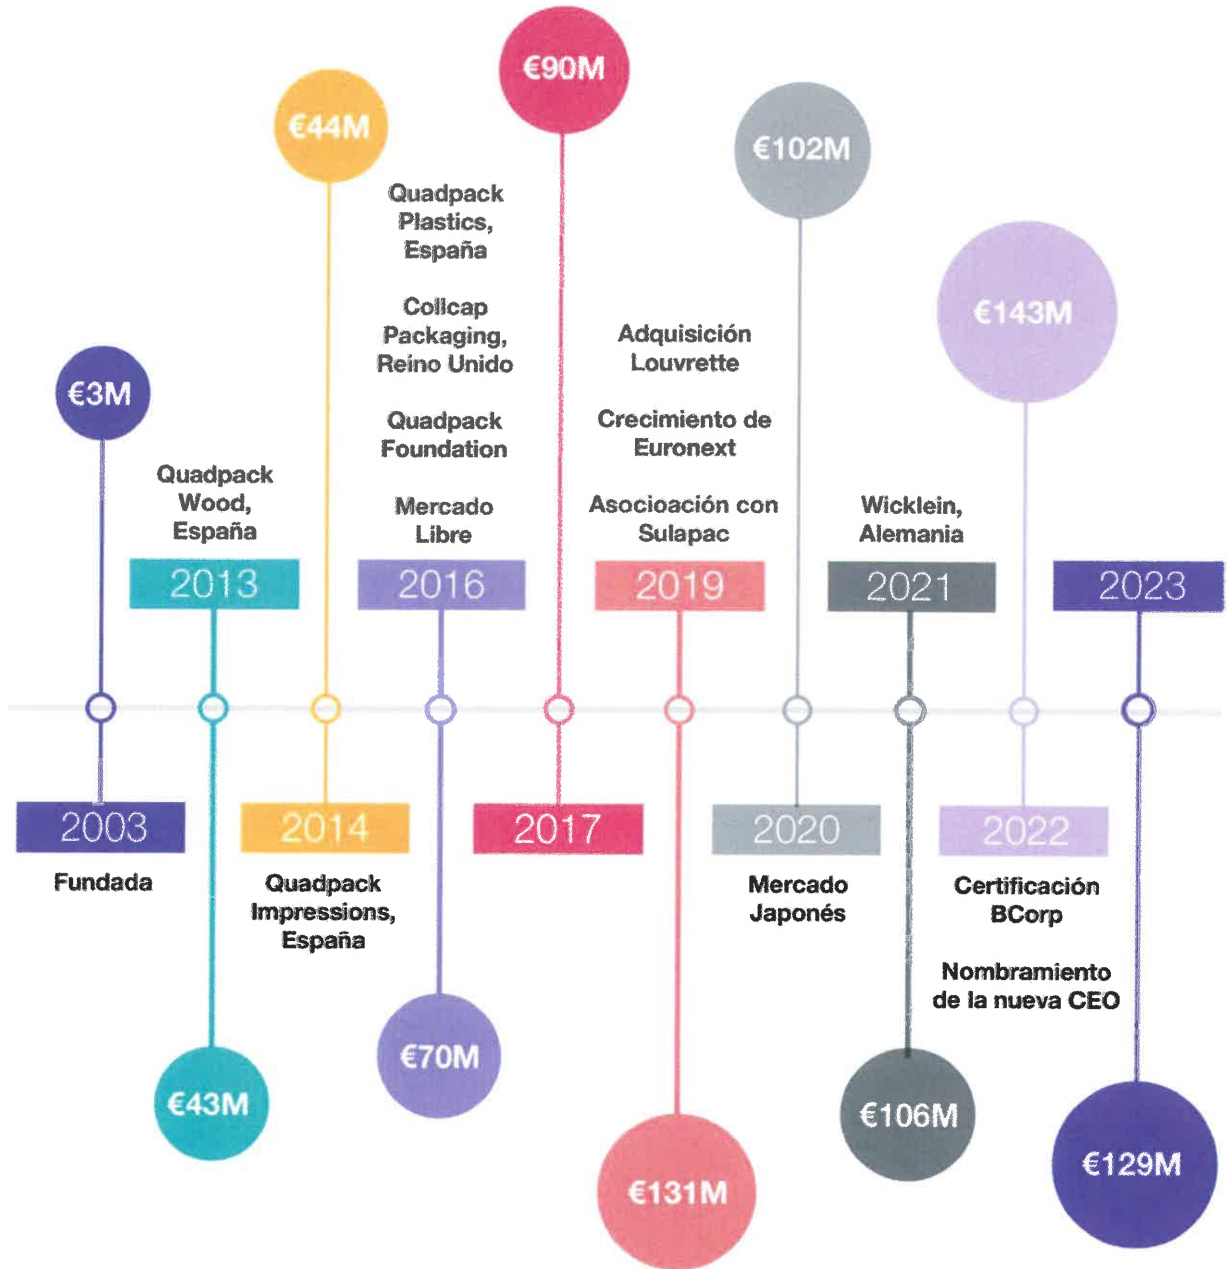 €3M
2003
Fundada
Quadpack
Wood,
España
2013
€43M
€44M
2014
Quadpack
Impressions,
España
Quadpack
Plastics,
España
Collcap
Packaging,
Reino Unido
Quadpack
Foundation
Mercado
Libre
2016
€70M
€90M
2017
Adquisición
Louvrette
Crecimiento de
Euronext
Asocioación con
Sulapac
2019
€131M
€102M
2020
Mercado
Japonés
Wicklein,
Alemania
2021
€106M
€143M
2022
Certificación
BCorp
Nombramiento
de la nueva CEO
2023
€129M